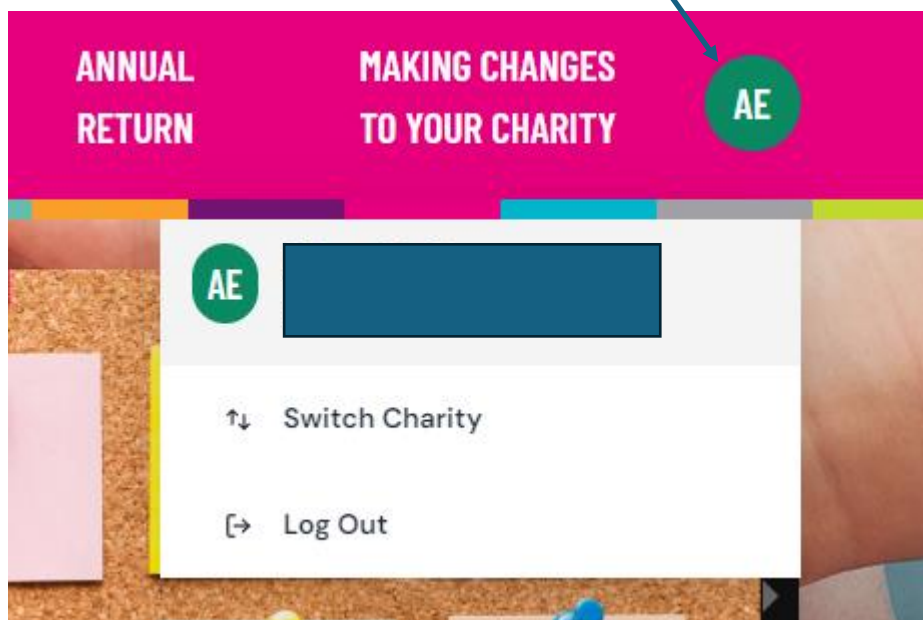 ANNUAL
RETURN
MAKING CHANGES
TO YOUR CHARITY
AE
AE
Switch Charity
Log Out